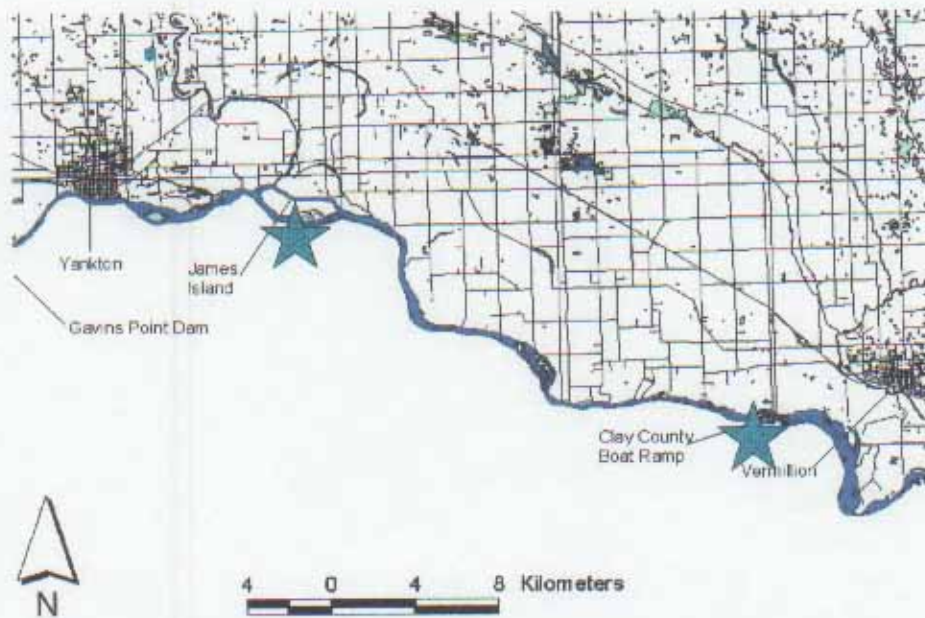 Yankton
James
Island
Gavins Point Dam
Clay County
Boat Ramp
Vermillion
N
4 0 4 8 Kilometers